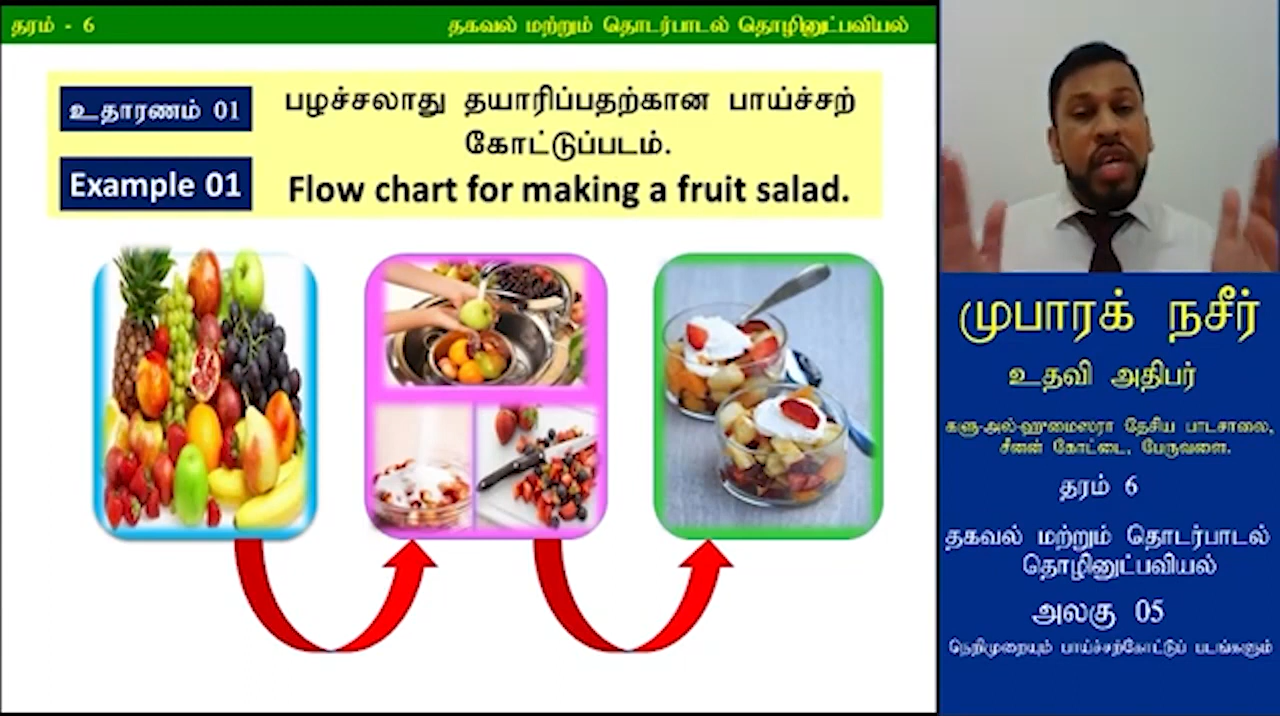 தரம் - 6
தகவல் மற்றும் தொடர்பாடல் தொழினுட்பவியல்
உதாரணம் 01
பழச்சலாது தயாரிப்பதற்கான பாய்ச்சற்
கோட்டுப்படம்.
Example 01
Flow chart for making a fruit salad.
முபாரக் நசீர்
உதவி அதிபர்
களு-அல்-ஹுமைஸரா தேசிய பாடசாலை,
சீனன் கோட்டை, பேருவளை.
தரம் 6
தகவல் மற்றும் தொடர்பாடல்
தொழினுட்பவியல்
அலகு 05
நெறிமுறையும் பாய்ச்சற்கோட்டுப் படங்களும்